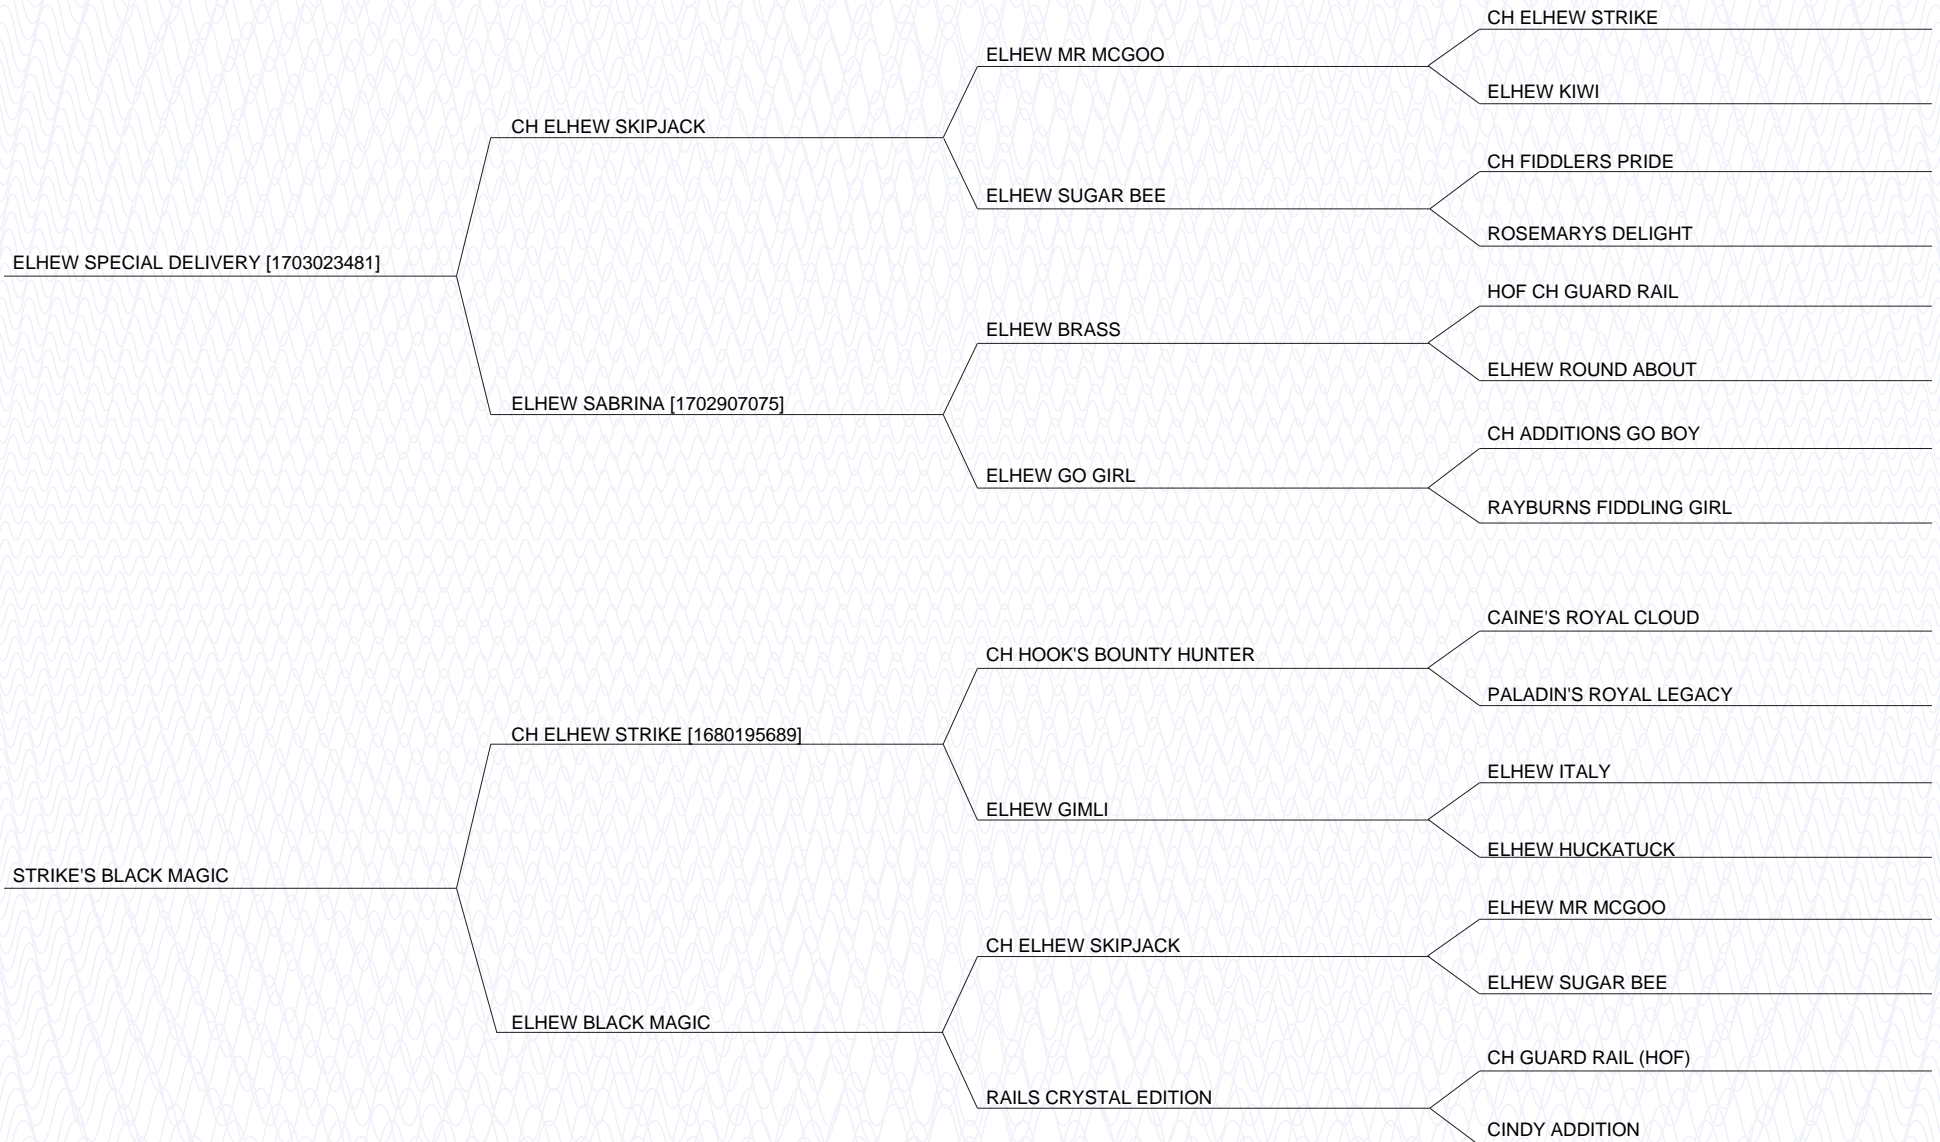 CH ELHEW STRIKE
ELHEW MR MCGOO
ELHEW KIWI
CH ELHEW SKIPJACK
CH FIDDLERS PRIDE
ELHEW SUGAR BEE
ROSEMARYS DELIGHT
ELHEW SPECIAL DELIVERY [1703023481]
HOF CH GUARD RAIL
ELHEW BRASS
ELHEW ROUND ABOUT
ELHEW SABRINA [1702907075]
CH ADDITIONS GO BOY
ELHEW GO GIRL
RAYBURNS FIDDLING GIRL
CAINE'S ROYAL CLOUD
CH HOOK'S BOUNTY HUNTER
PALADIN'S ROYAL LEGACY
CH ELHEW STRIKE [1680195689]
ELHEW ITALY
ELHEW GIMLI
ELHEW HUCKATUCK
STRIKE'S BLACK MAGIC
ELHEW MR MCGOO
CH ELHEW SKIPJACK
ELHEW SUGAR BEE
ELHEW BLACK MAGIC
CH GUARD RAIL (HOF)
RAILS CRYSTAL EDITION
CINDY ADDITION